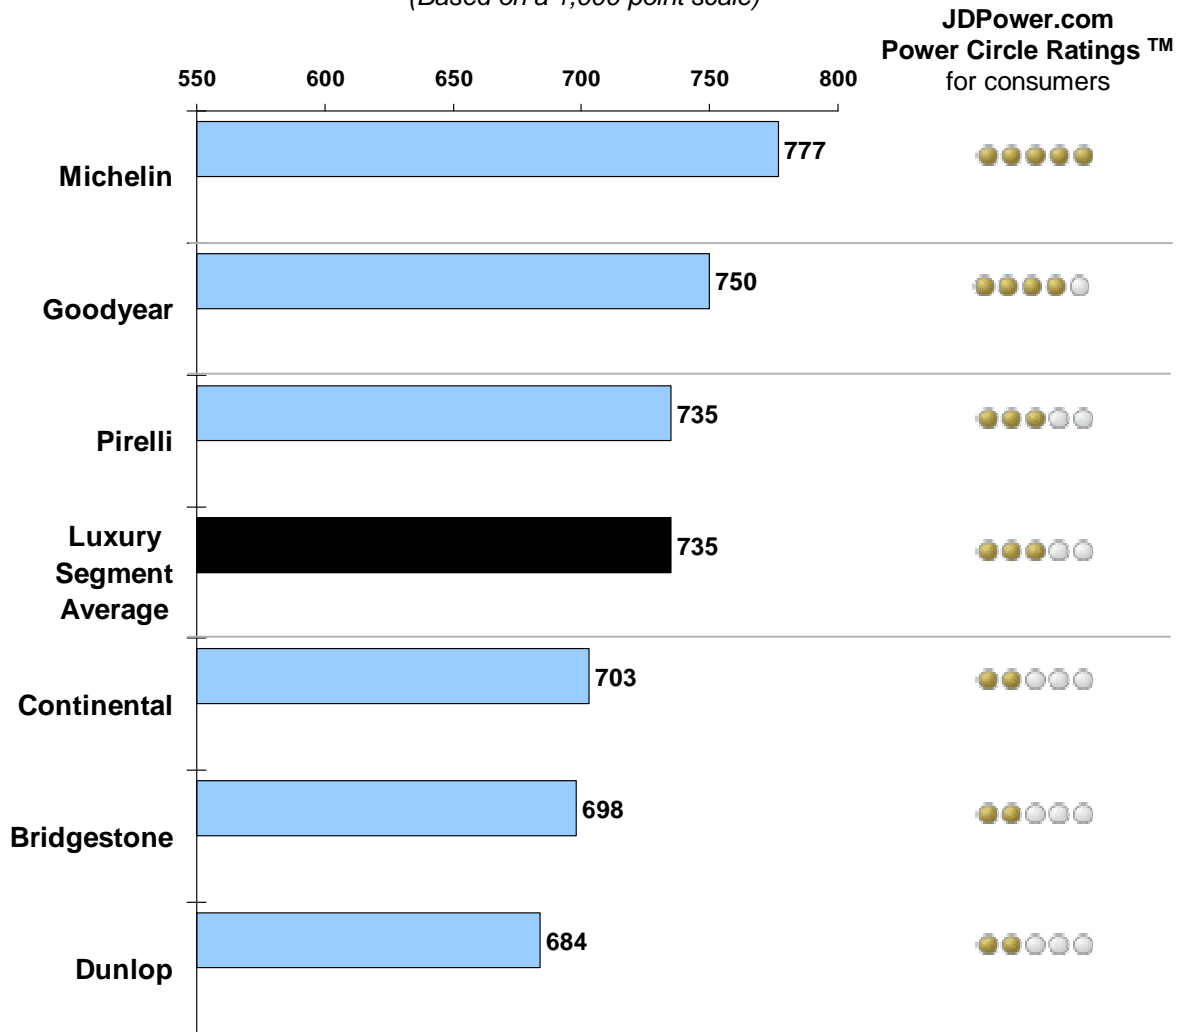 (Based on a 1,000-point scale)
JDPower.com
Power Circle Ratings TM
for consumers
550 600 650 700 750 800
Michelin 777
Goodyear 750
Pirelli 735
Luxury
Segment
Average
735
Continental 703
Bridgestone 698
Dunlop 684